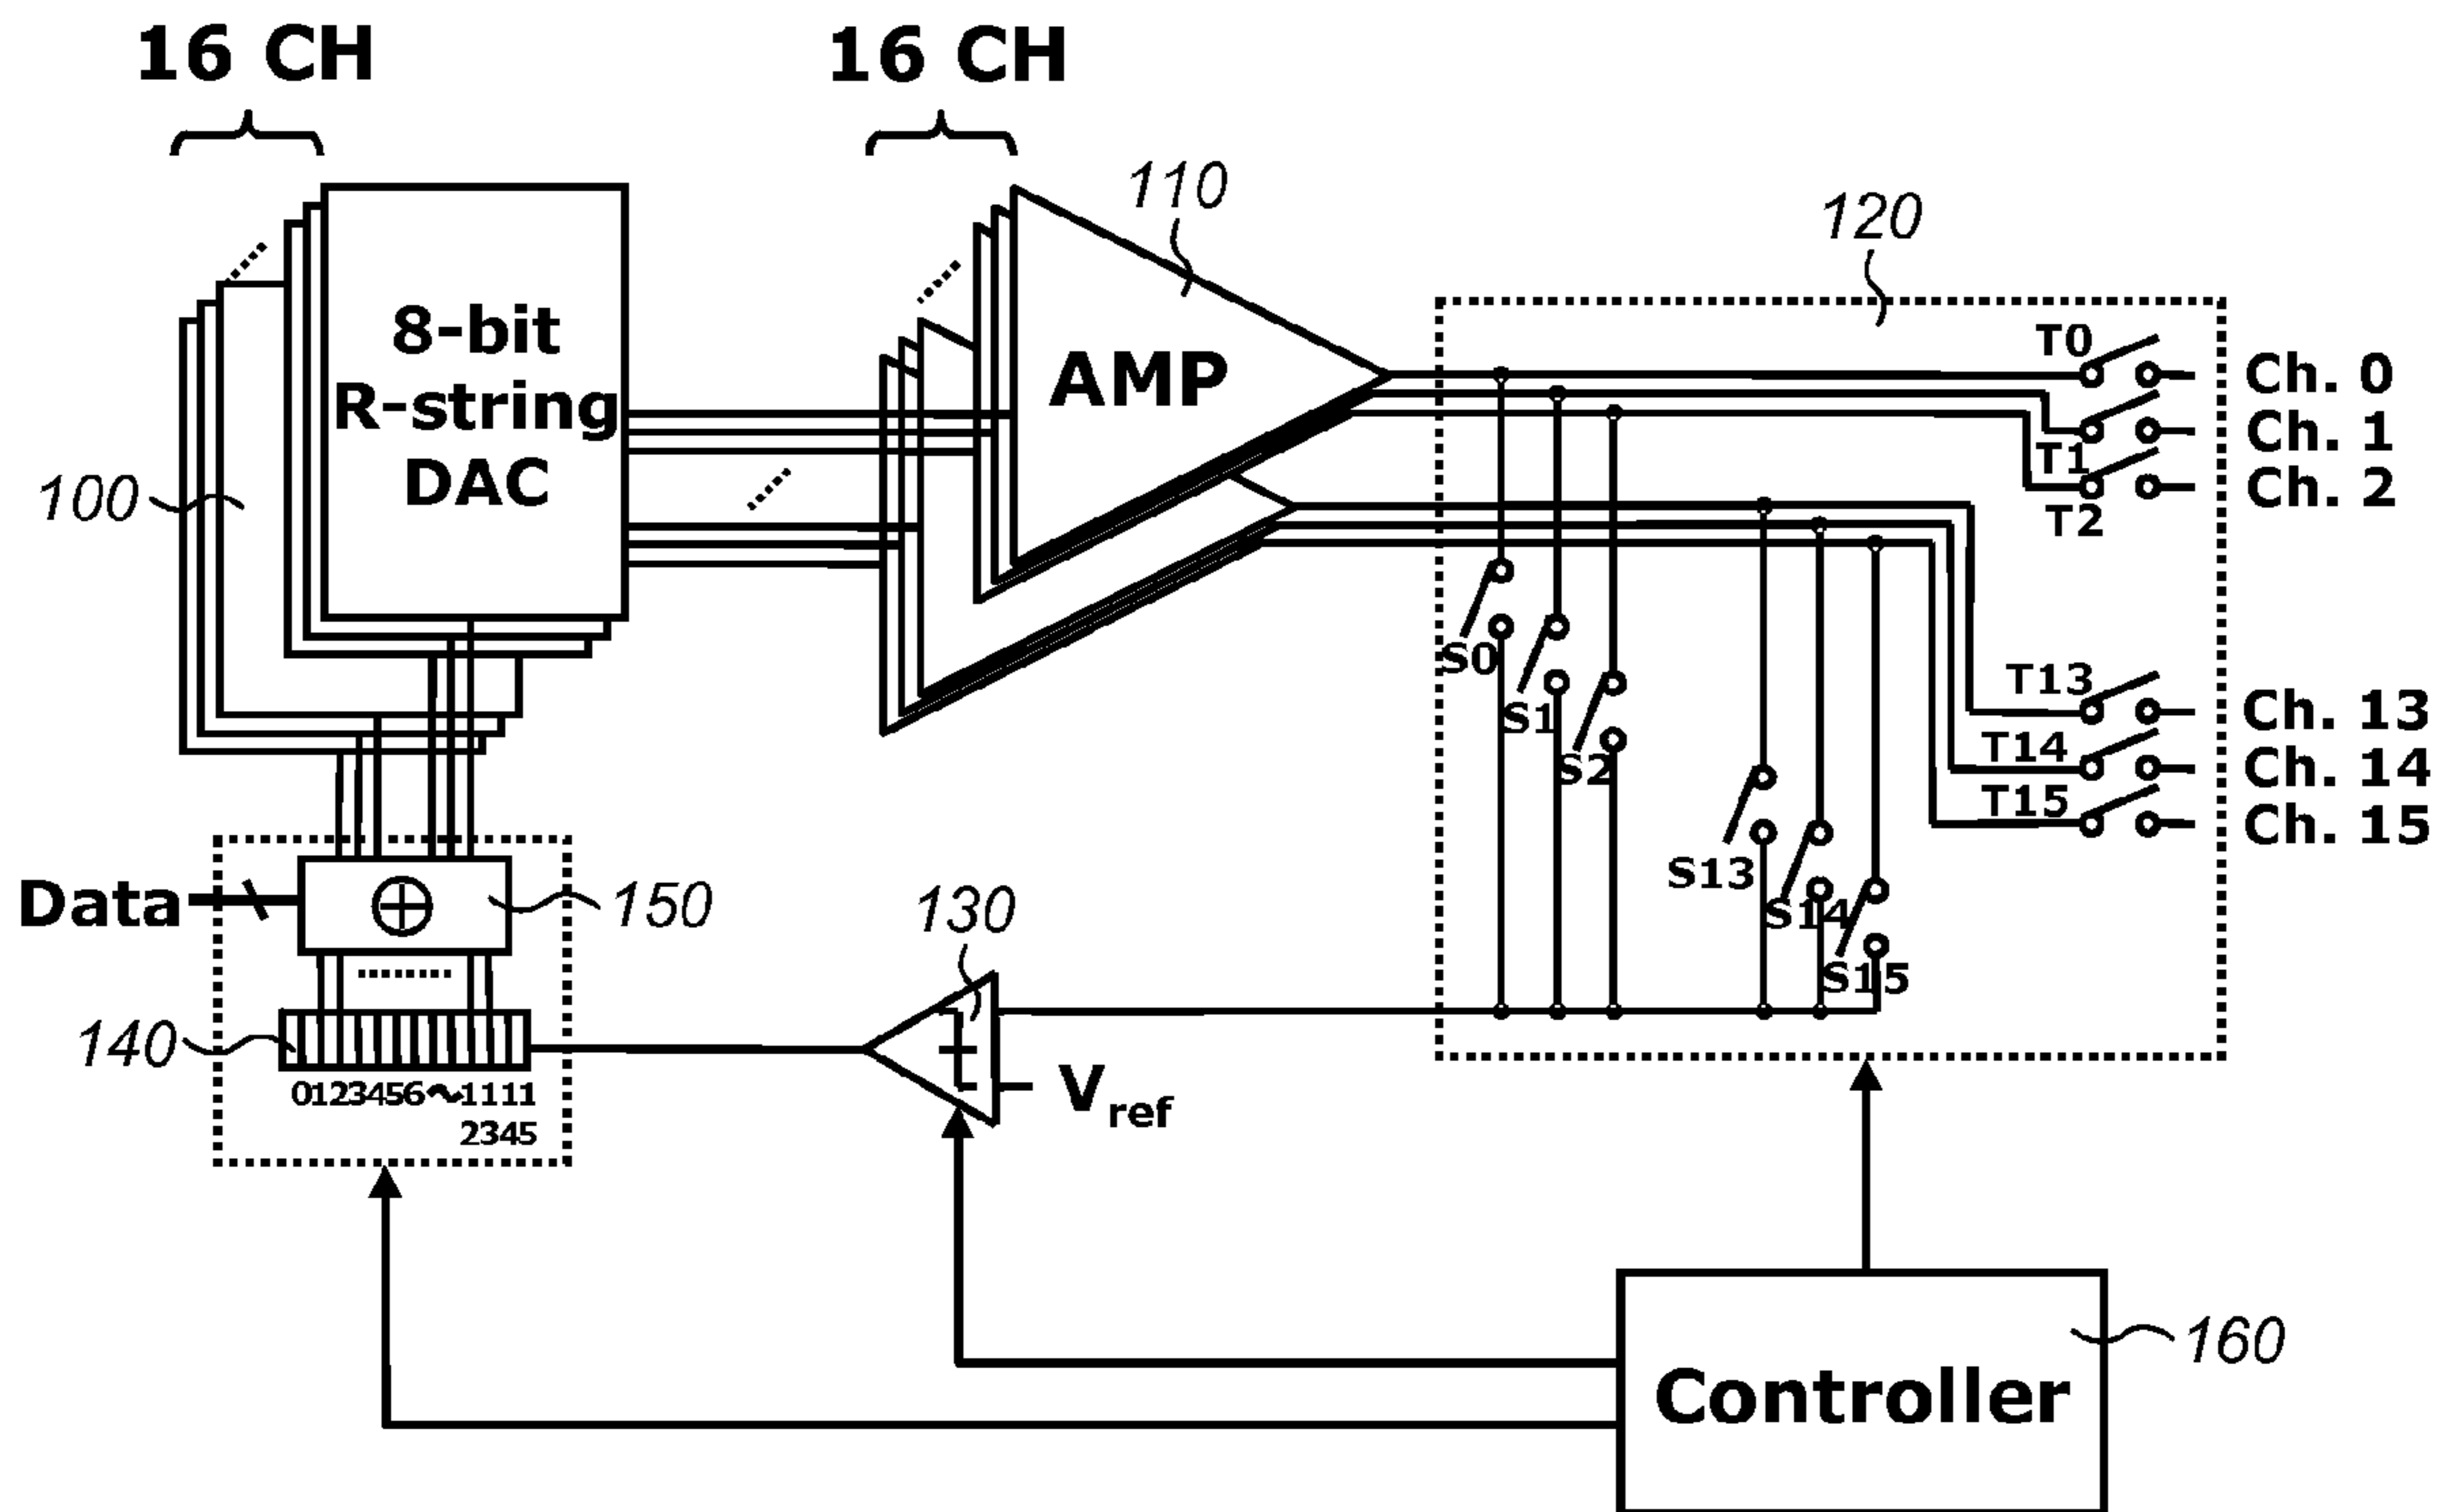 16 CH
16 CH
110
120
8-bit
R-string
DAC
AMP
100
T0
Ch. 0
Ch. 1
T1
Ch. 2
T2
S0
S1
S2
T13
Ch. 13
T14
Ch. 14
T15
Ch. 15
S13
S14
S15
Data
150
130
140
0123456~1111
2345
Vref
160
Controller